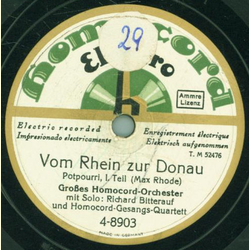 Homocord
Electro
29
Ammre
Lizenz
Electric recorded
Impresionado electricamente
Enregistrement électrique
Elektrisch aufgenommen
T. M 52476
Vom Rhein zur Donau
Potpourri, I. Teil (Max Rhode)
Großes Homocord-Orchester
mit Solo: Richard Bitterauf
und Homocord-Gesangs-Quartett
4-8903
MADE IN GERMANY